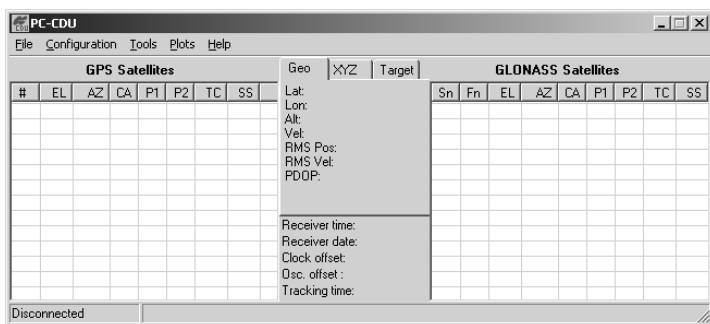 PC-CDU
File Configuration Tools Plots Help
GPS Satellites
# EL AZ CA P1 P2 TC SS
Geo XYZ Target
Lat:
Lon:
Alt:
Vel:
RMS Pos:
RMS Vel:
PDOP:
Receiver time:
Receiver date:
Clock offset:
Osc. offset :
Tracking time:
GLONASS Satellites
Sn Fn EL AZ CA P1 P2 TC SS
Disconnected